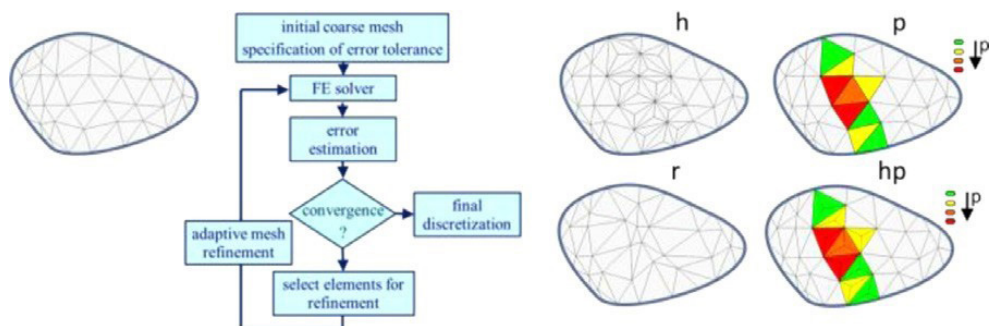 initial coarse mesh
specification of error tolerance
FE solver
error
estimation
convergence
?
final
discretization
adaptive mesh
refinement
select elements for
refinement
h
p
p
r
hp
p